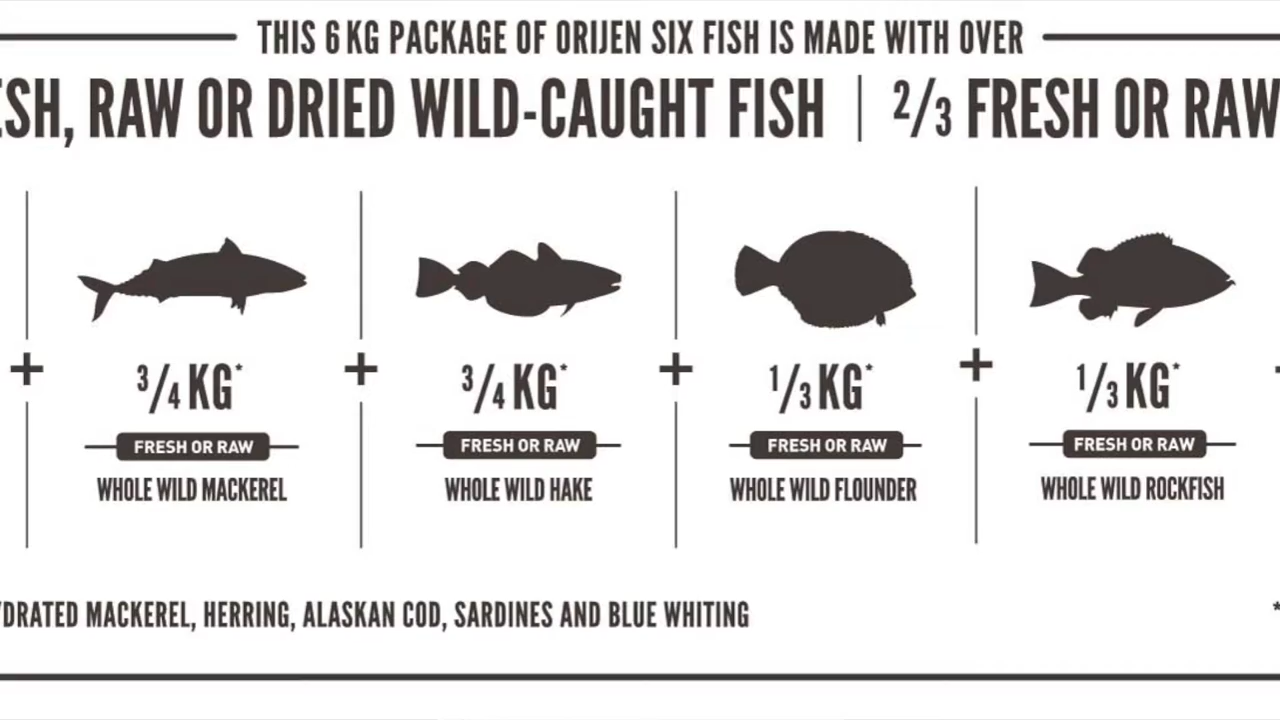 THIS 6 KG PACKAGE OF ORIJEN SIX FISH IS MADE WITH OVER
ESH, RAW OR DRIED WILD-CAUGHT FISH | 2/3 FRESH OR RAW
+ 3/4 KG* + 3/4 KG* + 1/3 KG* + 1/3 KG*
FRESH OR RAW FRESH OR RAW FRESH OR RAW FRESH OR RAW
WHOLE WILD MACKEREL WHOLE WILD HAKE WHOLE WILD FLOUNDER WHOLE WILD ROCKFISH
YDRATED MACKEREL, HERRING, ALASKAN COD, SARDINES AND BLUE WHITING *